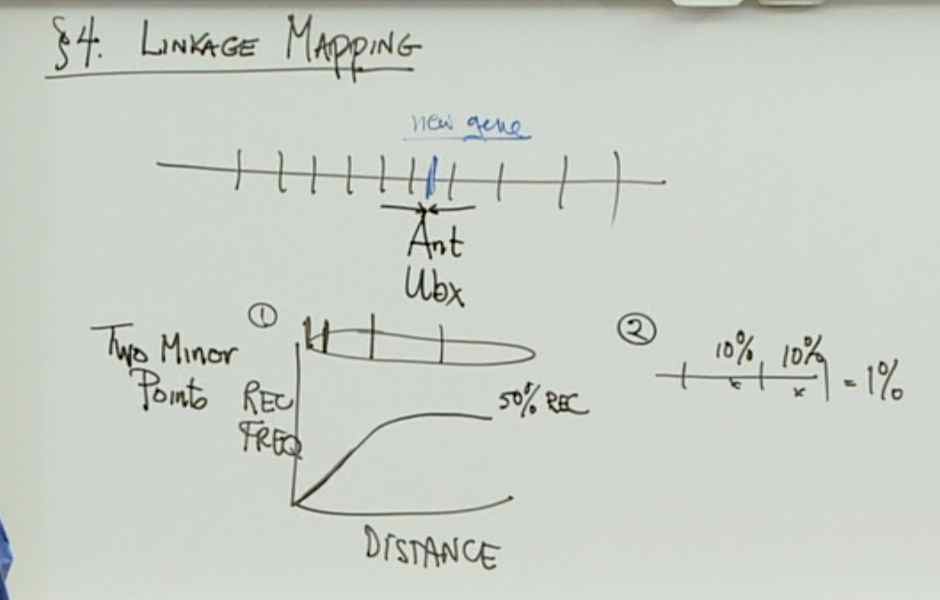 §4. LINKAGE MAPPING
new gene
Ant
Ubx
TWO MINOR
POINTS
①
REC
FREQ
50% REC
DISTANCE
②
10% 10%
= 1%